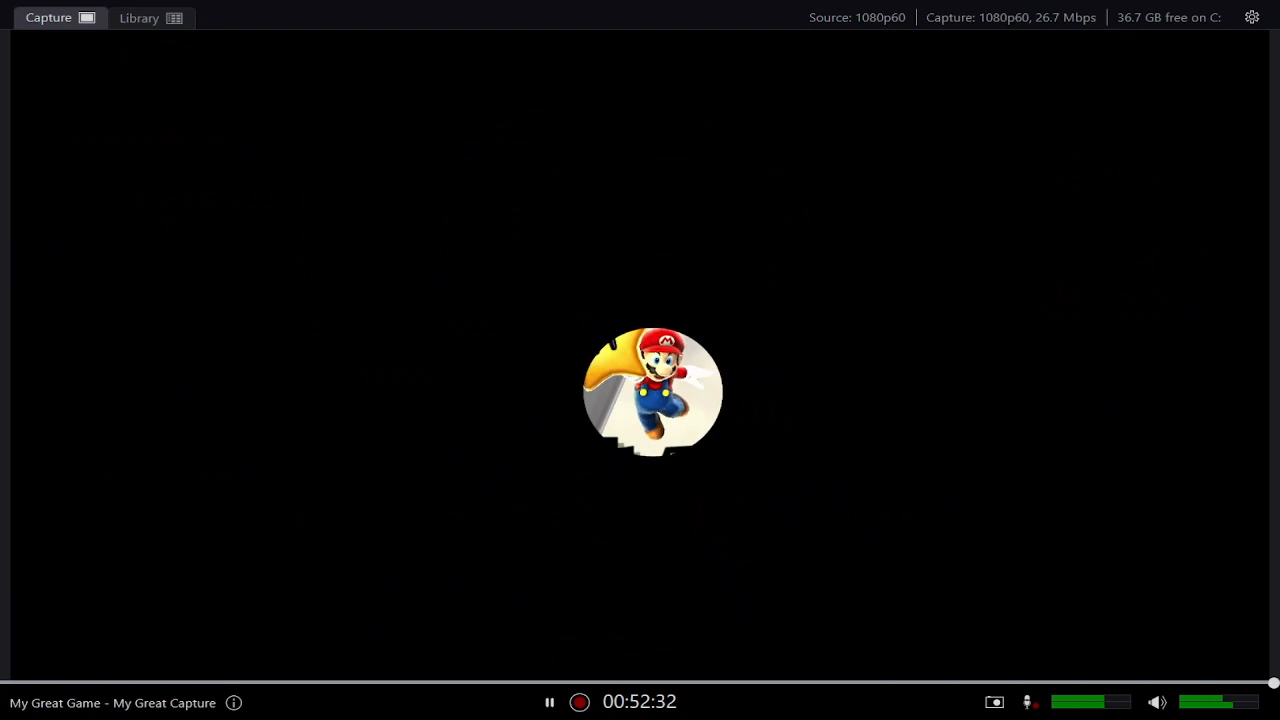 Capture
Library
Source: 1080p60
Capture: 1080p60, 26.7 Mbps
36.7 GB free on C:
M
My Great Game - My Great Capture
00:52:32